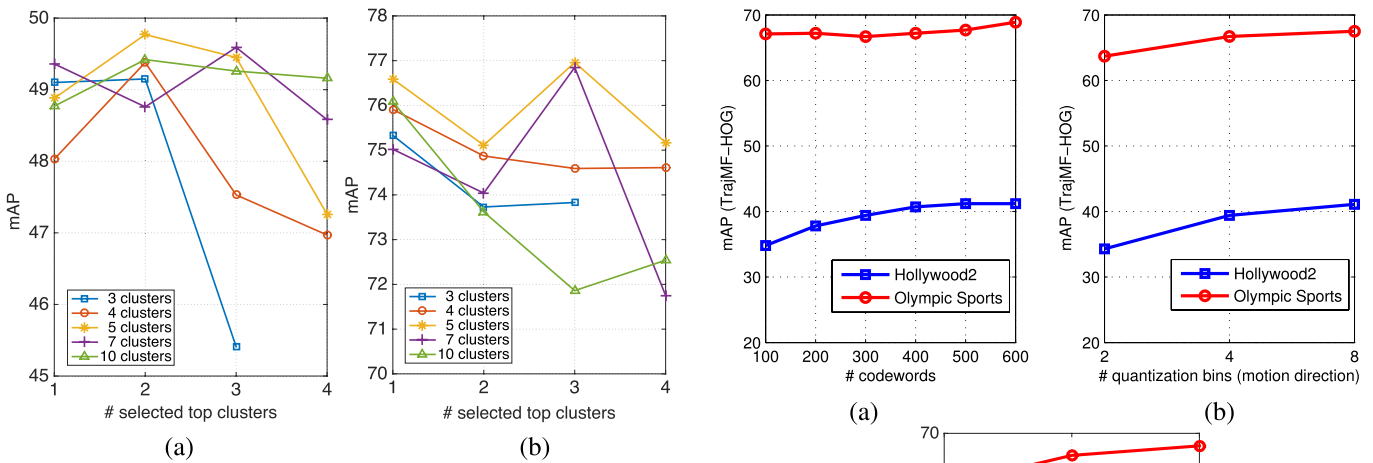 50
49
48
47
46
45
mAP
1 2 3 4
# selected top clusters
3 clusters
4 clusters
5 clusters
7 clusters
10 clusters
(a)
78
77
76
75
74
73
72
71
70
mAP
1 2 3 4
# selected top clusters
3 clusters
4 clusters
5 clusters
7 clusters
10 clusters
(b)
70
60
50
40
30
20
mAP (TrajMF-HOG)
100 200 300 400 500 600
# codewords
Hollywood2
Olympic Sports
(a)
70
60
50
40
30
20
mAP (TrajMF-HOG)
2 4 8
# quantization bins (motion direction)
Hollywood2
Olympic Sports
(b)
70